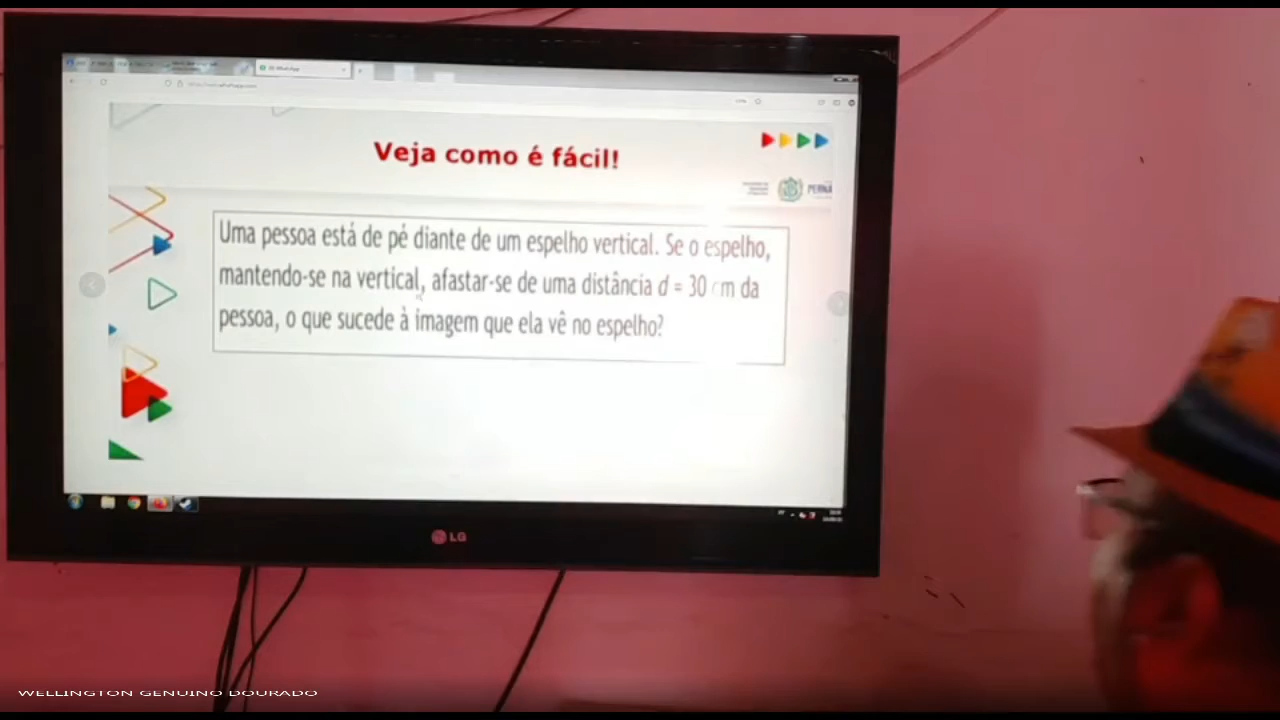 Veja como é fácil!
PERNA
Uma pessoa está de pé diante de um espelho vertical. Se o espelho,
mantendo-se na vertical, afastar-se de uma distância d = 30 cm da
pessoa, o que sucede à imagem que ela vê no espelho?
LG
WELLINGTON GENUINO DOURADO